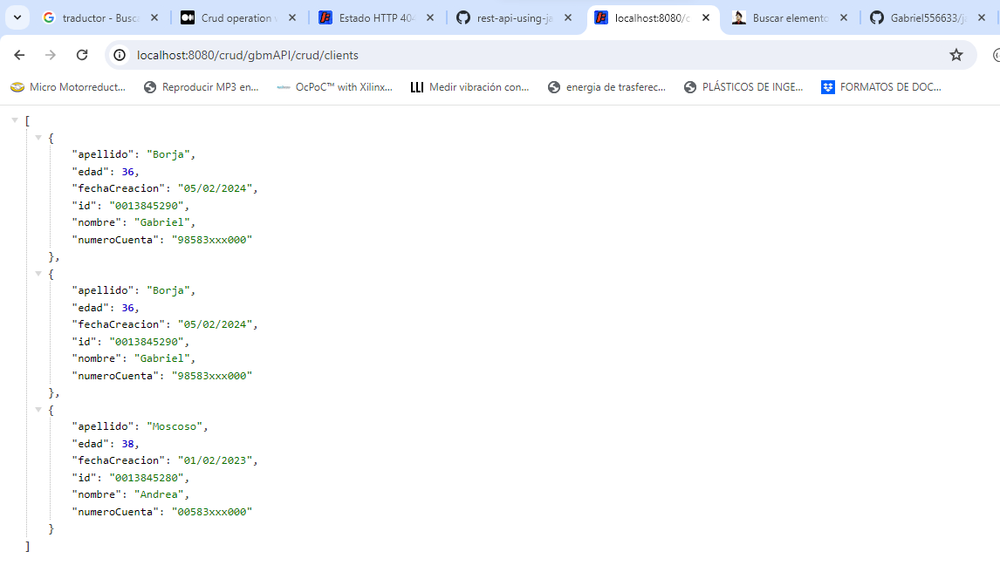 traductor - Busc
Crud operation
Estado HTTP 404
rest-api-using-ja
localhost:8080/c
Buscar elemento
Gabriel556633/ja
localhost:8080/crud/gbmAPI/crud/clients
Micro Motorreduct...
Reproducir MP3 en...
OcPoC™ with Xilinx...
Medir vibración con...
energia de trasferec...
PLÁSTICOS DE INGE...
FORMATOS DE DOC...
[
{
"apellido": "Borja",
"edad": 36,
"fechaCreacion": "05/02/2024",
"id": "0013845290",
"nombre": "Gabriel",
"numeroCuenta": "98583xxx000"
},
{
"apellido": "Borja",
"edad": 36,
"fechaCreacion": "05/02/2024",
"id": "0013845290",
"nombre": "Gabriel",
"numeroCuenta": "98583xxx000"
},
{
"apellido": "Moscoso",
"edad": 38,
"fechaCreacion": "01/02/2023",
"id": "0013845280",
"nombre": "Andrea",
"numeroCuenta": "00583xxx000"
}
]